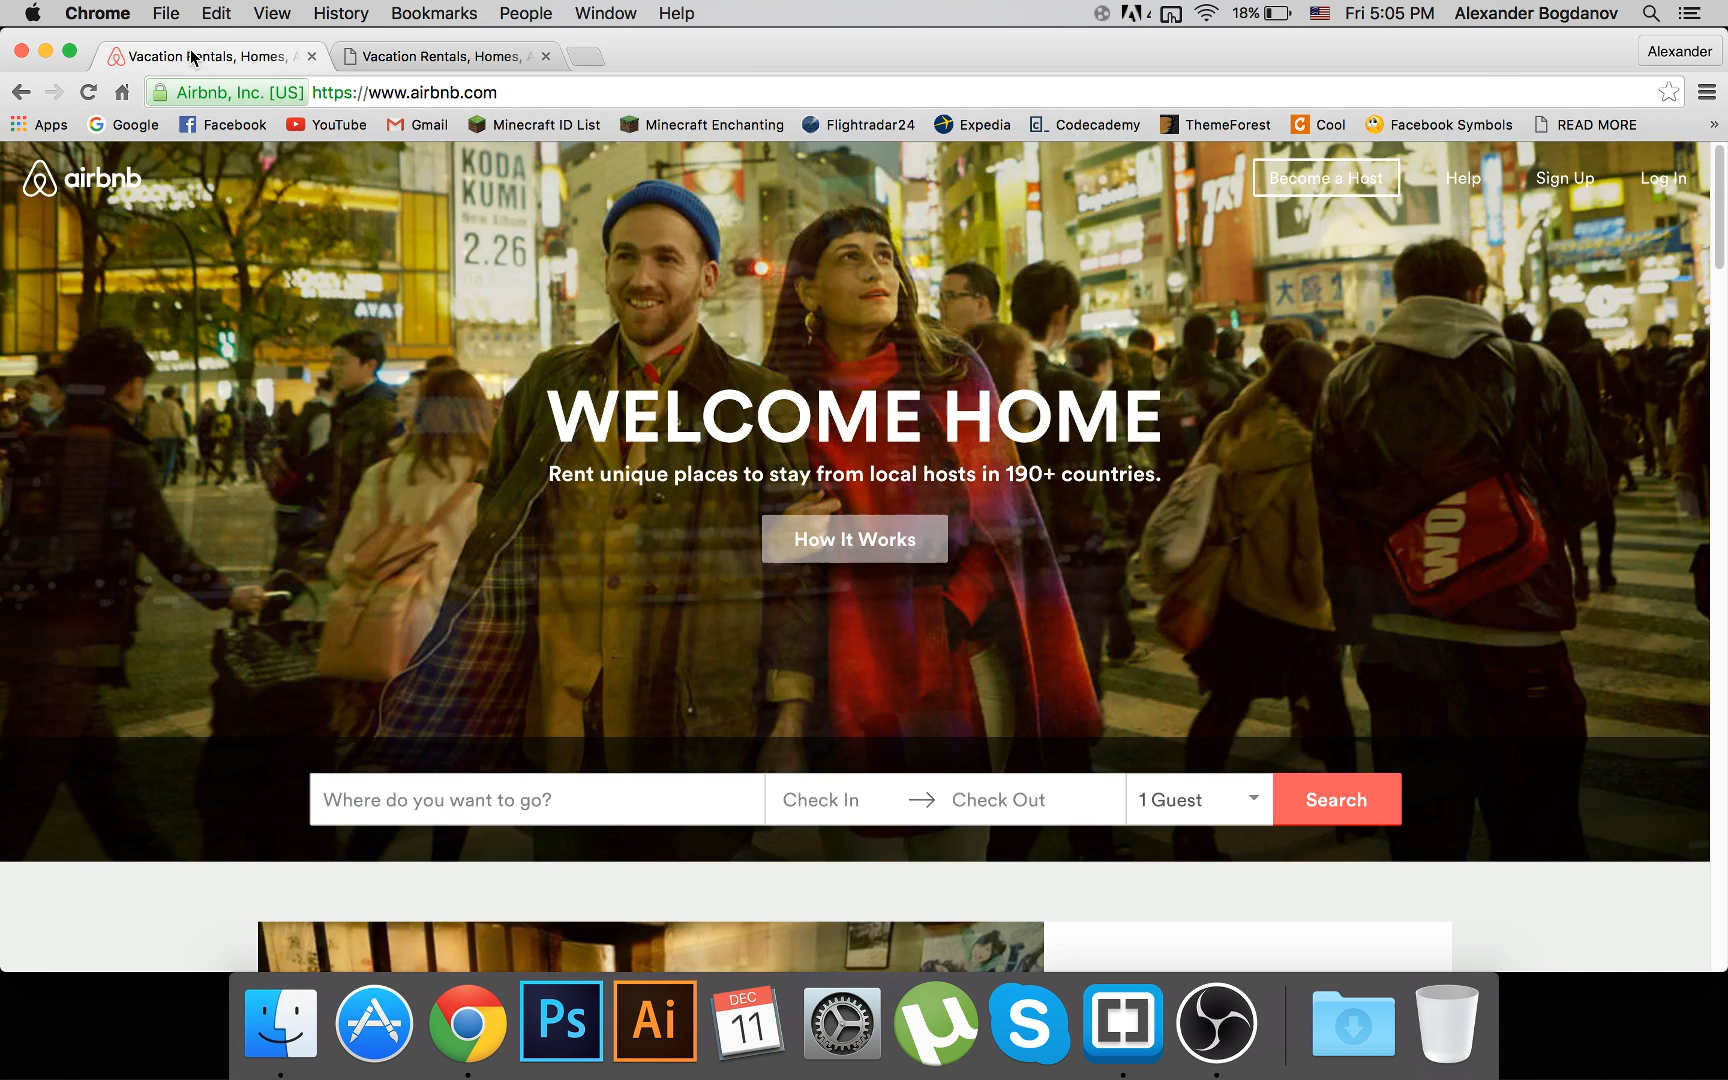 Chrome File Edit View History Bookmarks People Window Help 18% Fri 5:05 PM Alexander Bogdanov
Vacation Rentals, Homes, Vacation Rentals, Homes, Alexander
Airbnb, Inc. [US] https://www.airbnb.com
Apps Google Facebook YouTube Gmail Minecraft ID List Minecraft Enchanting Flightradar24 Expedia Codecademy ThemeForest Cool Facebook Symbols READ MORE »
airbnb Become a Host Help Sign Up Log In
KODA
KUMI
New Album
2.26
WELCOME HOME
Rent unique places to stay from local hosts in 190+ countries.
How It Works
Where do you want to go? Check In Check Out 1 Guest Search
Ps Ai DEC
11